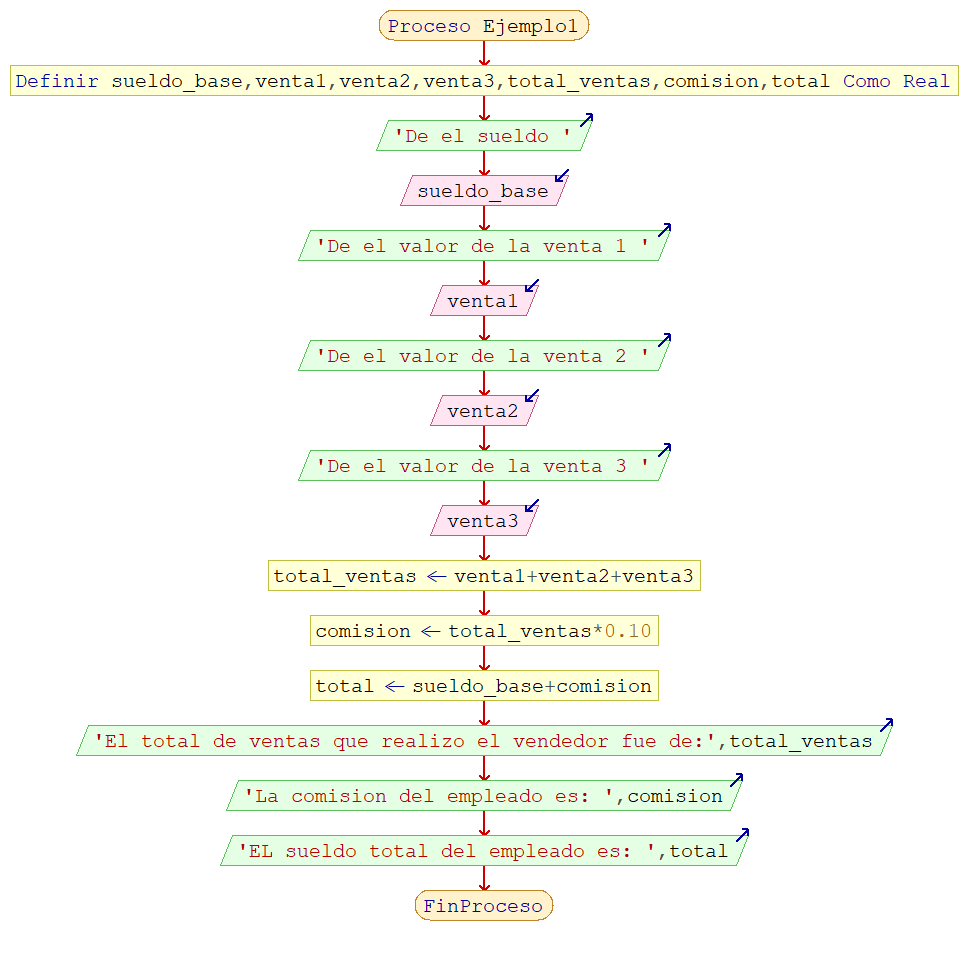 Proceso Ejemplo1
Definir sueldo_base,venta1,venta2,venta3,total_ventas,comision,total Como Real
'De el sueldo '
sueldo_base
'De el valor de la venta 1 '
venta1
'De el valor de la venta 2 '
venta2
'De el valor de la venta 3 '
venta3
total_ventas ← venta1+venta2+venta3
comision ← total_ventas*0.10
total ← sueldo_base+comision
'El total de ventas que realizo el vendedor fue de:',total_ventas
'La comision del empleado es: ',comision
'EL sueldo total del empleado es: ',total
FinProceso